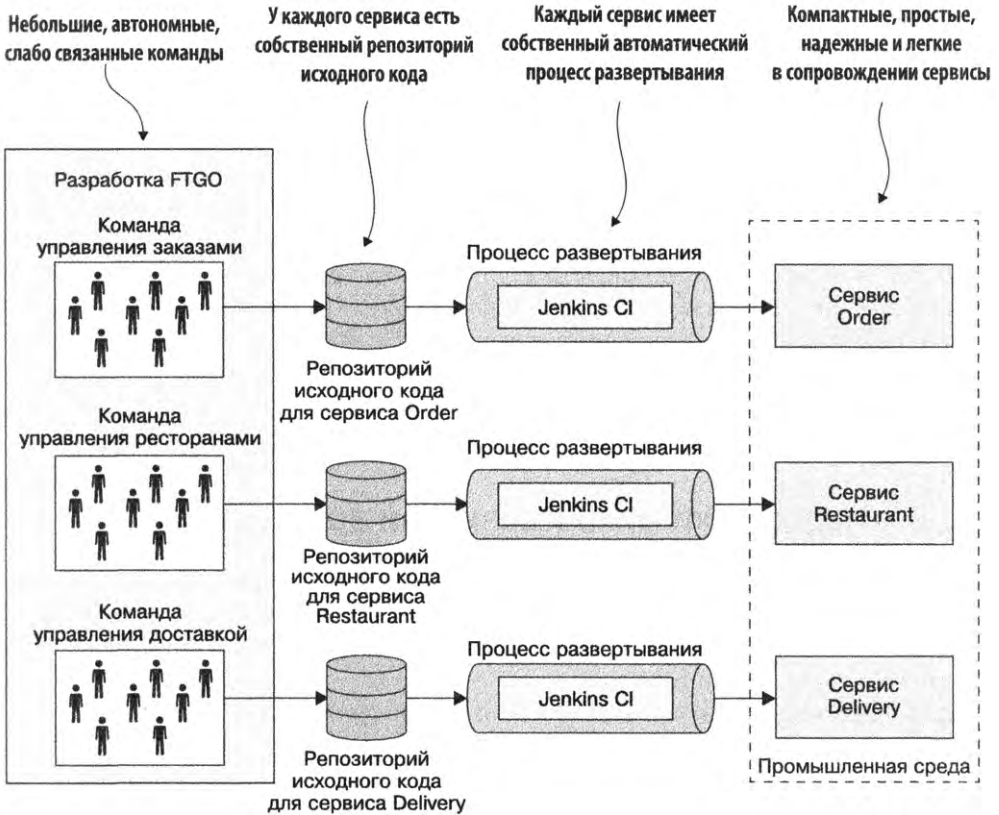 Небольшие, автономные,
слабо связанные команды
У каждого сервиса есть
собственный репозиторий
исходного кода
Каждый сервис имеет
собственный автоматический
процесс развертывания
Компактные, простые,
надежные и легкие
в сопровождении сервисы
Разработка FTGO
Команда
управления заказами
Репозиторий
исходного кода
для сервиса Order
Процесс развертывания
Jenkins CI
Сервис
Order
Команда
управления ресторанами
Репозиторий
исходного кода
для сервиса
Restaurant
Процесс развертывания
Jenkins CI
Сервис
Restaurant
Команда
управления доставкой
Репозиторий
исходного кода
для сервиса Delivery
Процесс развертывания
Jenkins CI
Сервис
Delivery
Промышленная среда